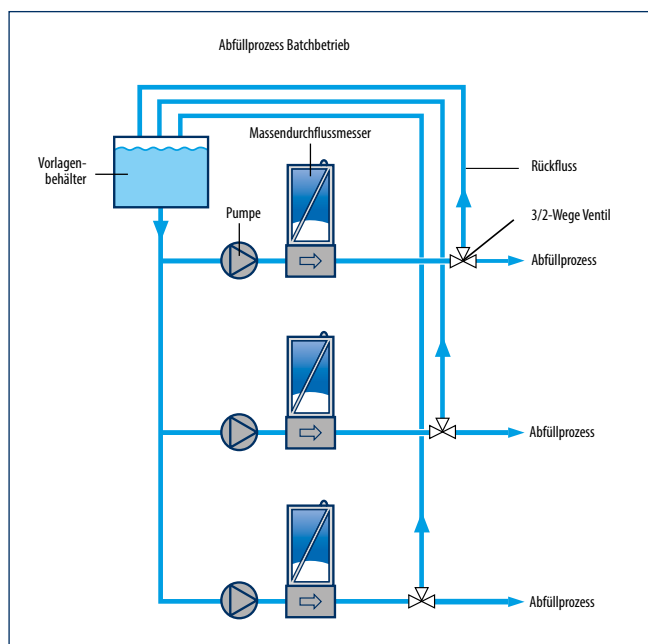 Abfüllprozess Batchbetrieb
Massendurchflussmesser
Vorlagen-
behälter
Rückfluss
Pumpe
3/2-Wege Ventil
Abfüllprozess
Abfüllprozess
Abfüllprozess